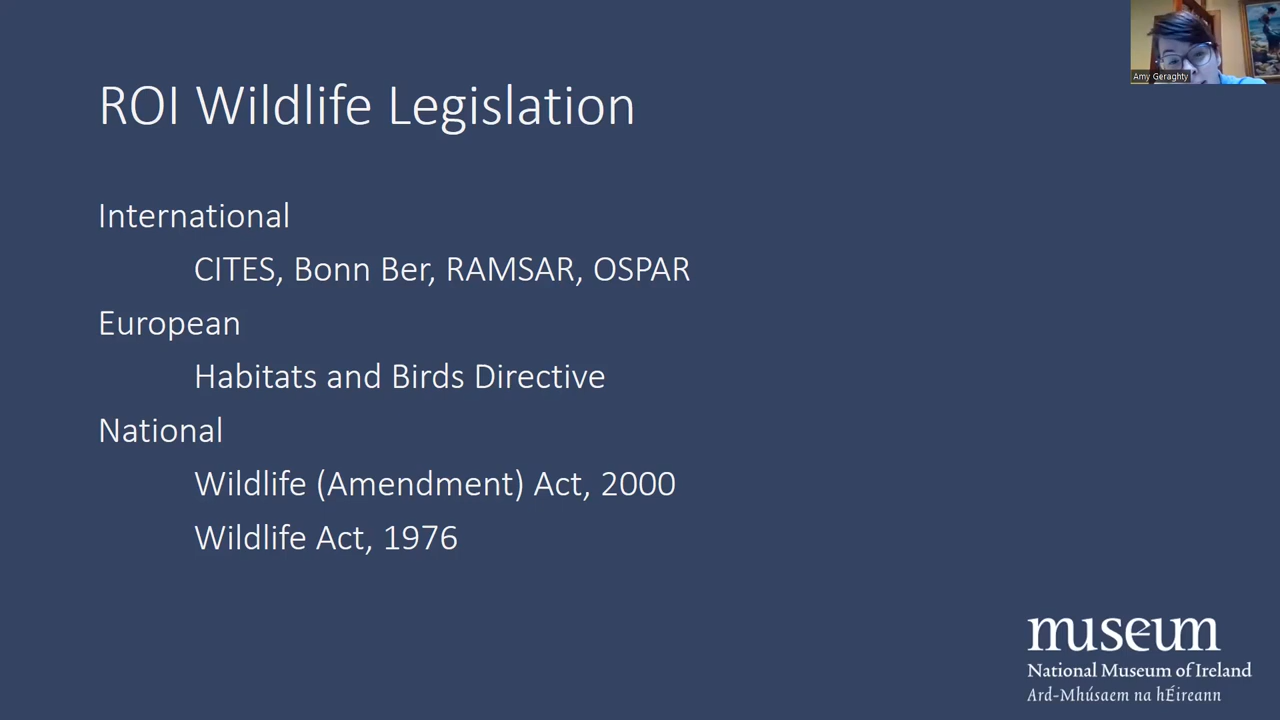 Amy Geraghty
ROI Wildlife Legislation
International
CITES, Bonn Ber, RAMSAR, OSPAR
European
Habitats and Birds Directive
National
Wildlife (Amendment) Act, 2000
Wildlife Act, 1976
museum
National Museum of Ireland
Ard-Mhúsaem na hÉireann